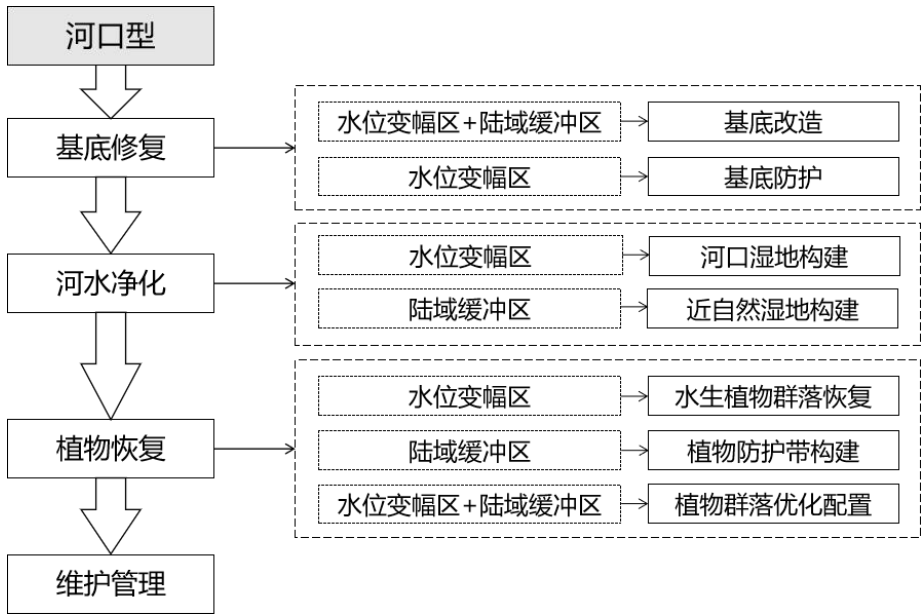 河口型
基底修复
水位变幅区+陆域缓冲区
基底改造
水位变幅区
基底防护
河水净化
水位变幅区
河口湿地构建
陆域缓冲区
近自然湿地构建
植物恢复
水位变幅区
水生植物群落恢复
陆域缓冲区
植物防护带构建
水位变幅区+陆域缓冲区
植物群落优化配置
维护管理